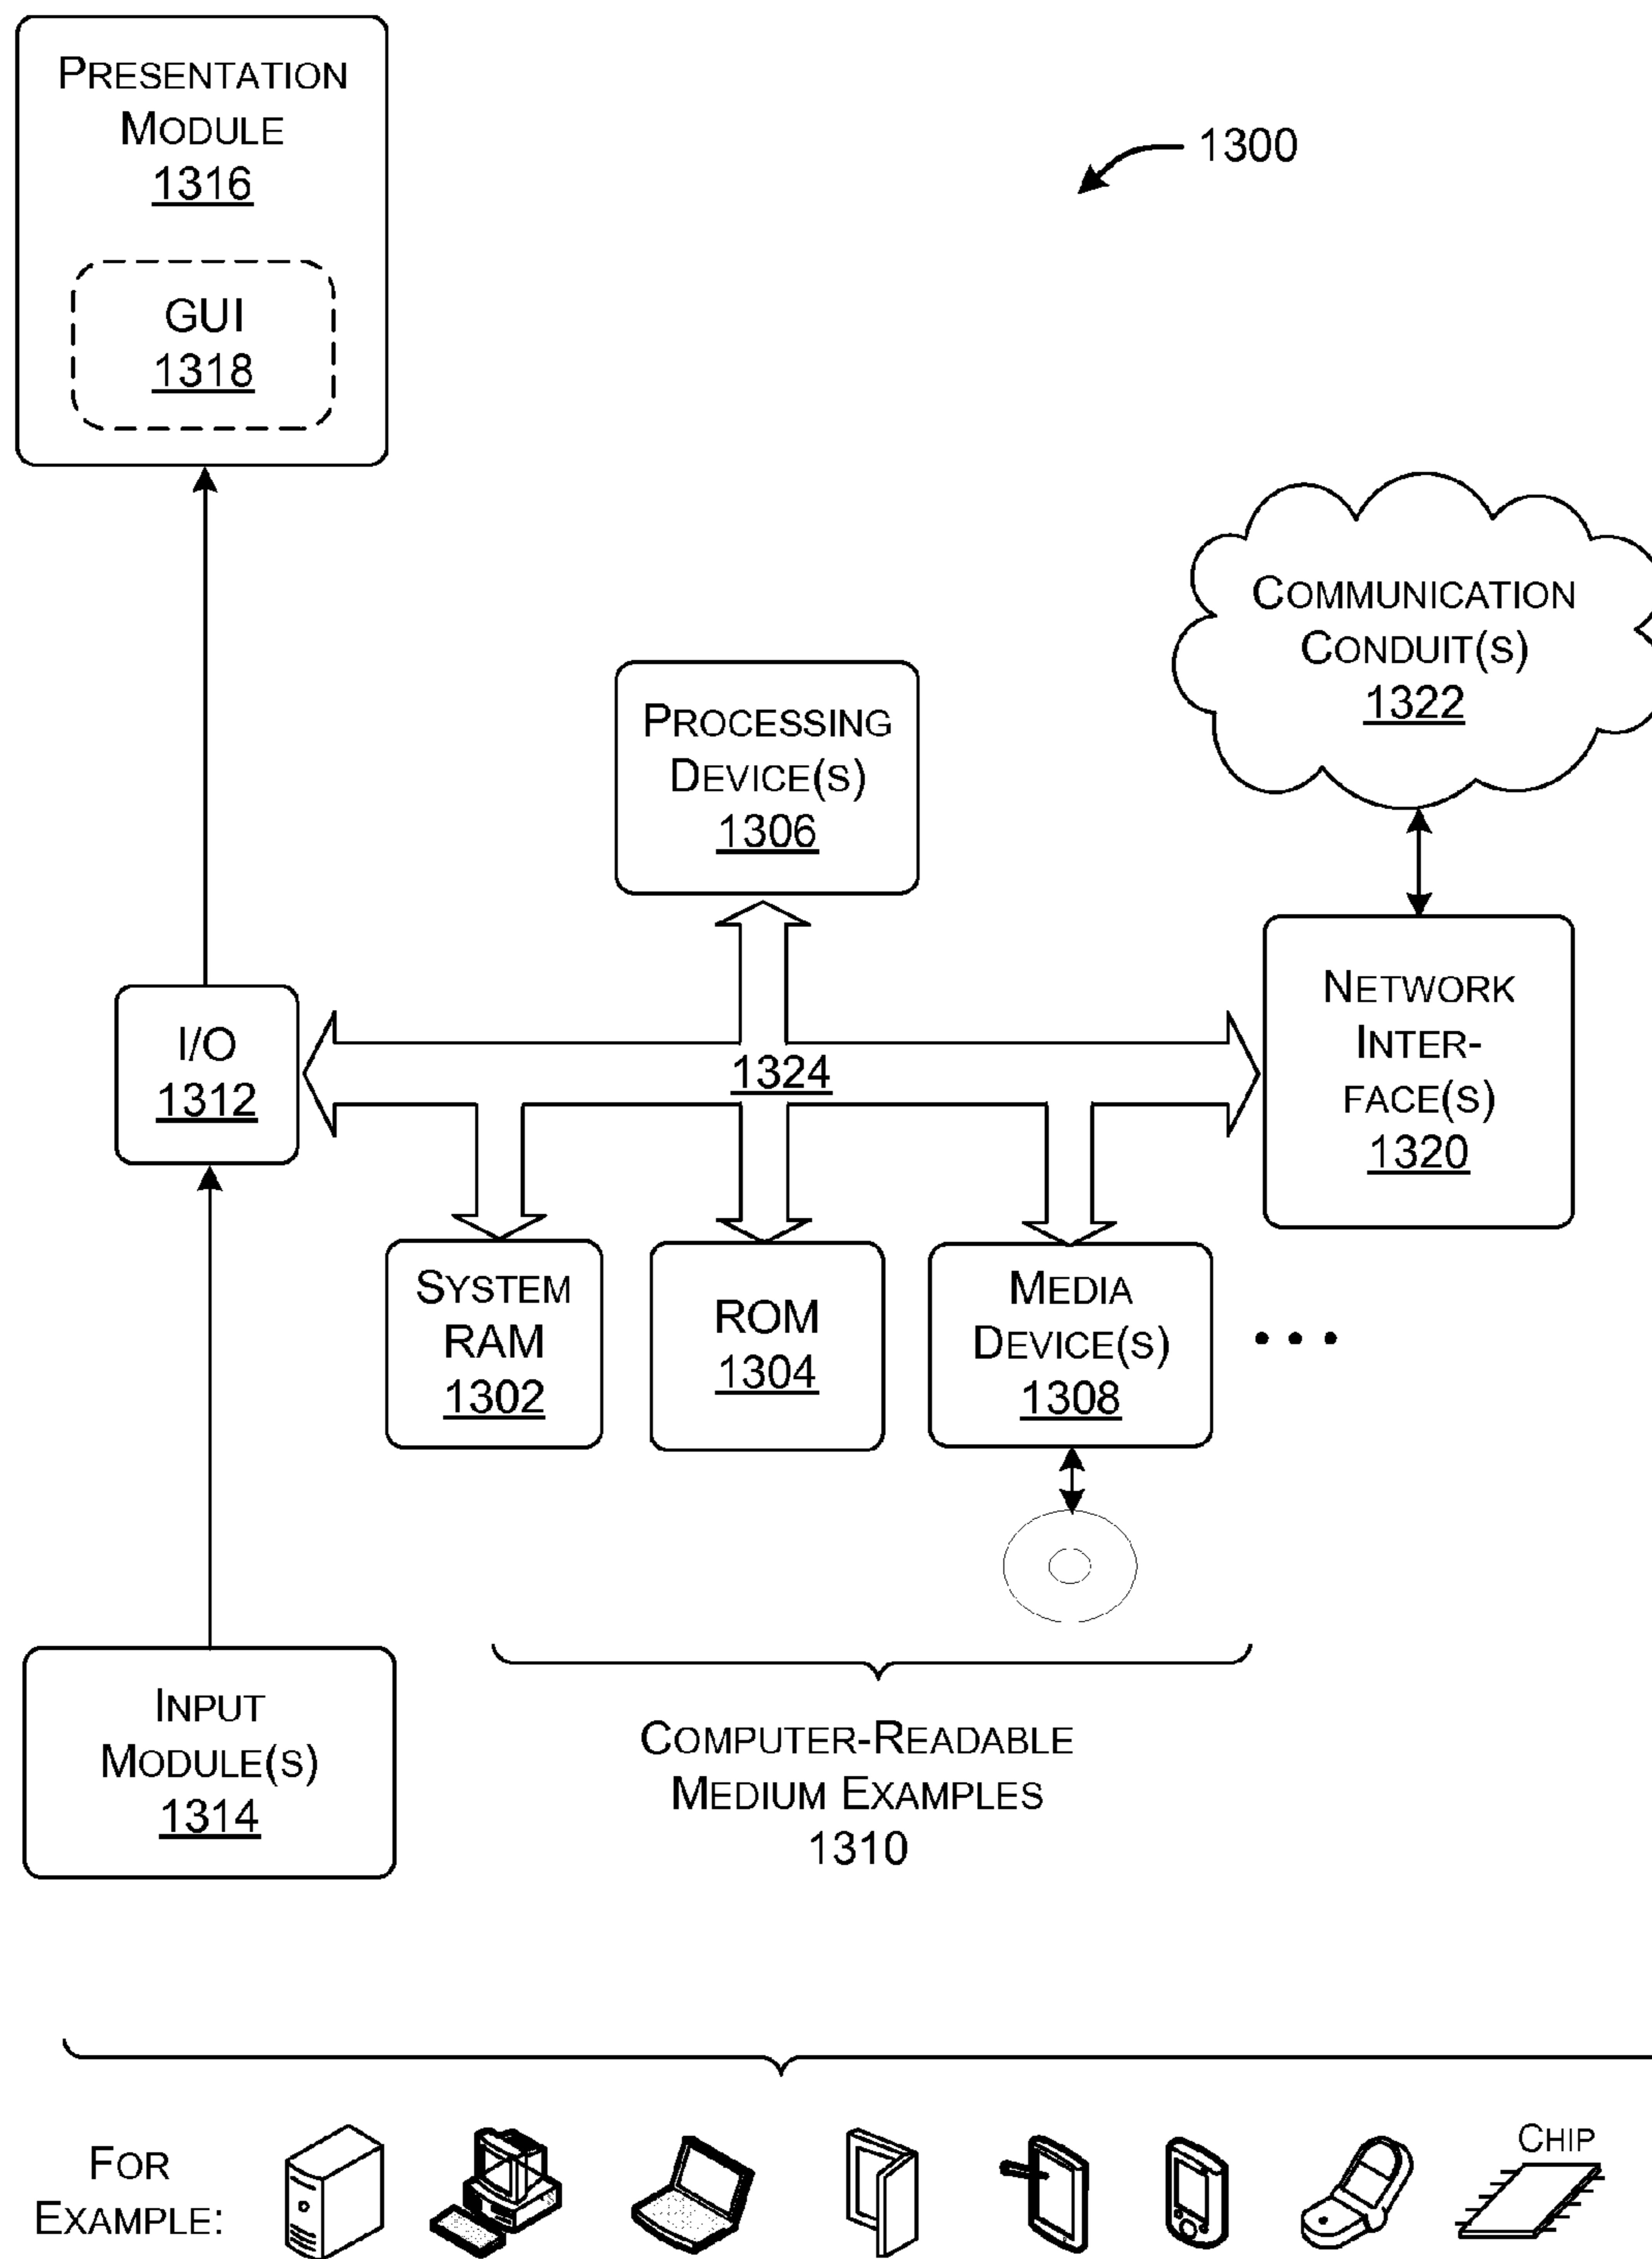 PRESENTATION
MODULE
1316
GUI
1318
1300
COMMUNICATION
CONDUIT(S)
1322
PROCESSING
DEVICE(S)
1306
NETWORK
INTER-
FACE(S)
1320
I/O
1312
1324
SYSTEM
RAM
1302
ROM
1304
MEDIA
DEVICE(S)
1308
• • •
INPUT
MODULE(S)
1314
COMPUTER-READABLE
MEDIUM EXAMPLES
1310
FOR
EXAMPLE:
CHIP